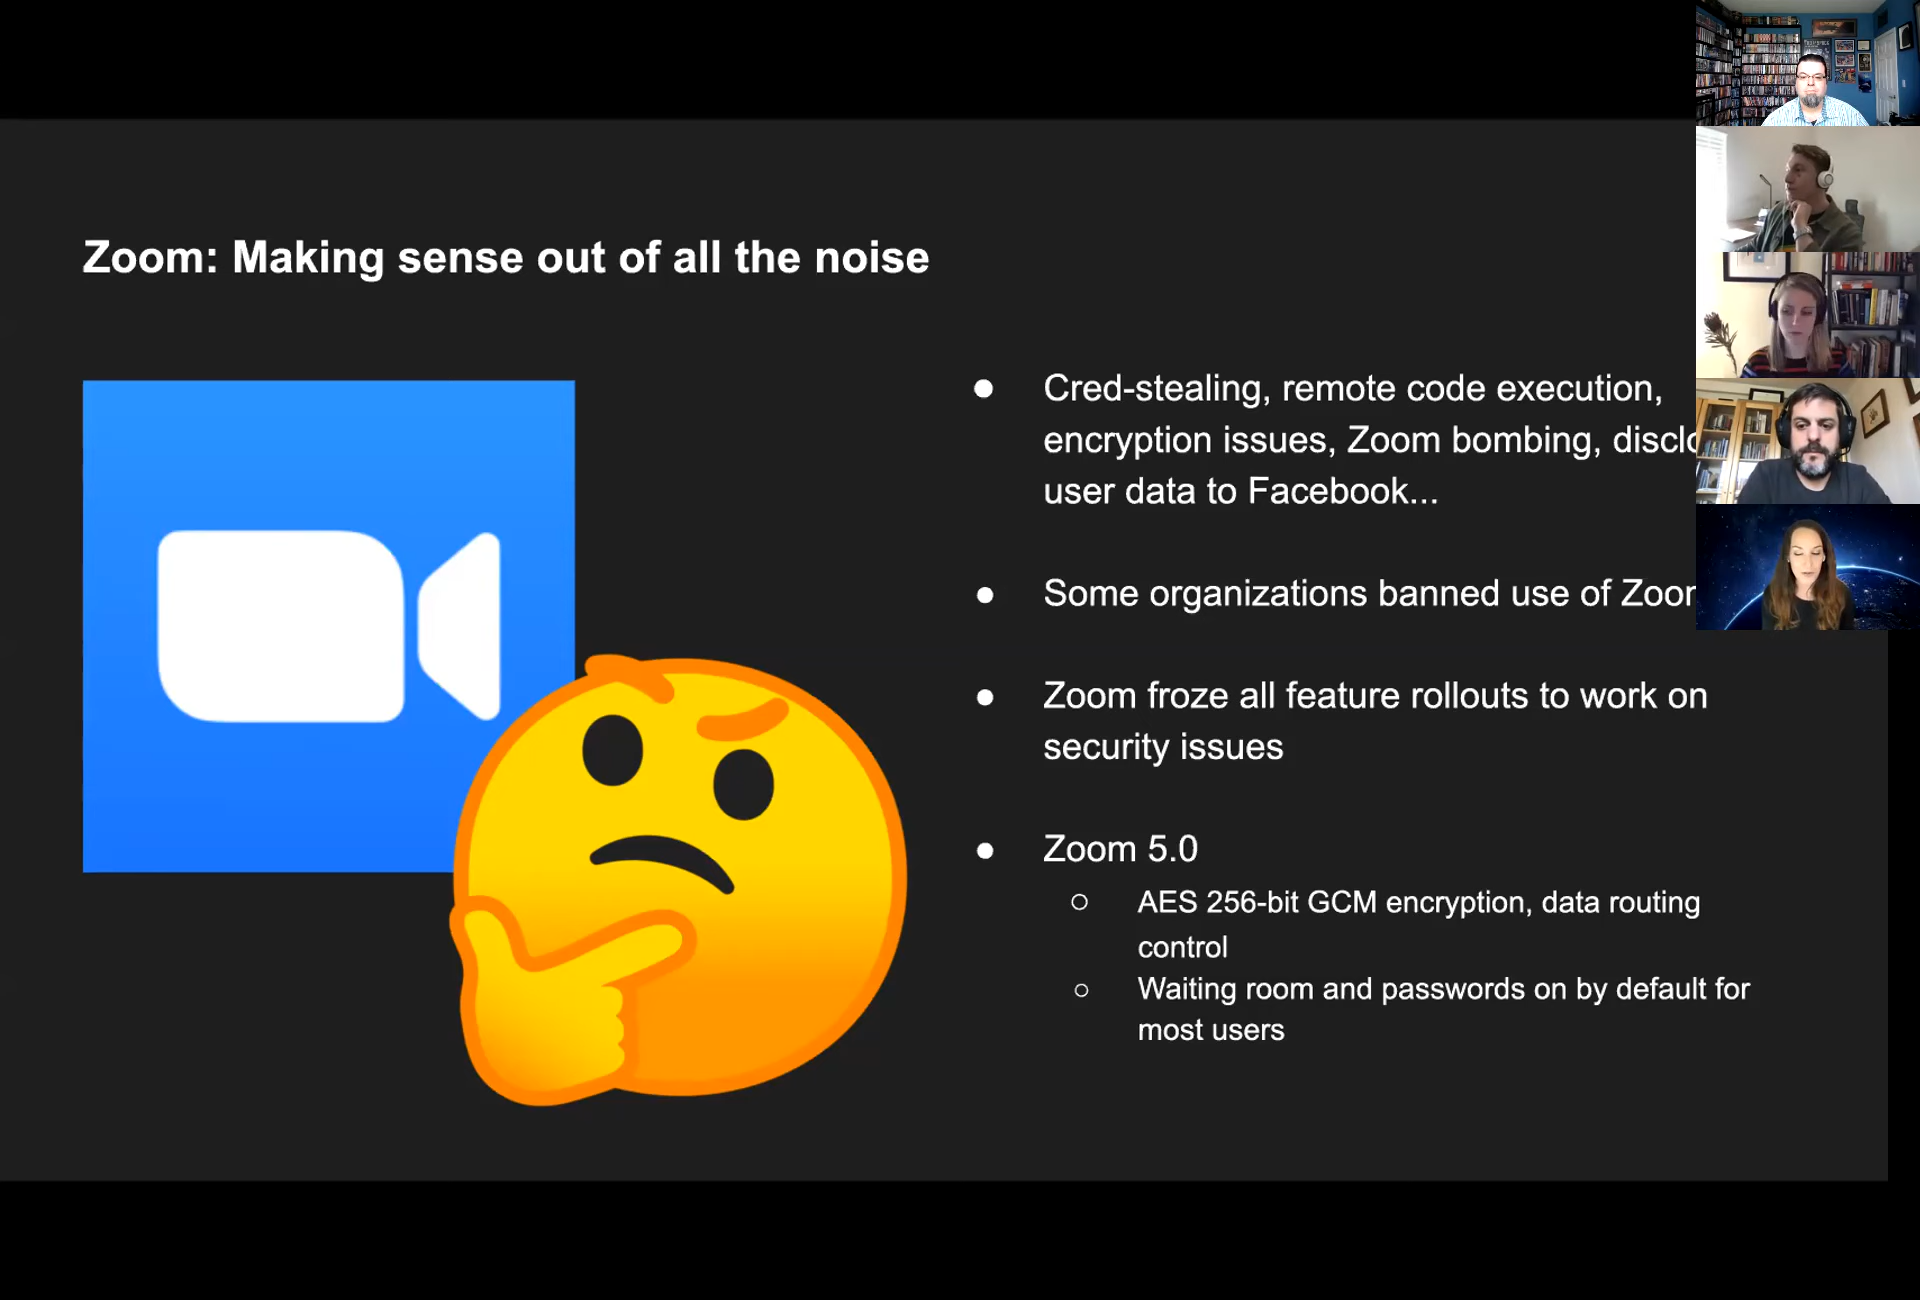 Zoom: Making sense out of all the noise
Cred-stealing, remote code execution,
encryption issues, Zoom bombing,
user data to Facebook...
Some organizations banned use of
Zoom froze all feature rollouts to work on
security issues
Zoom 5.0
AES 256-bit GCM encryption, data routing
control
Waiting room and passwords on by default for
most users